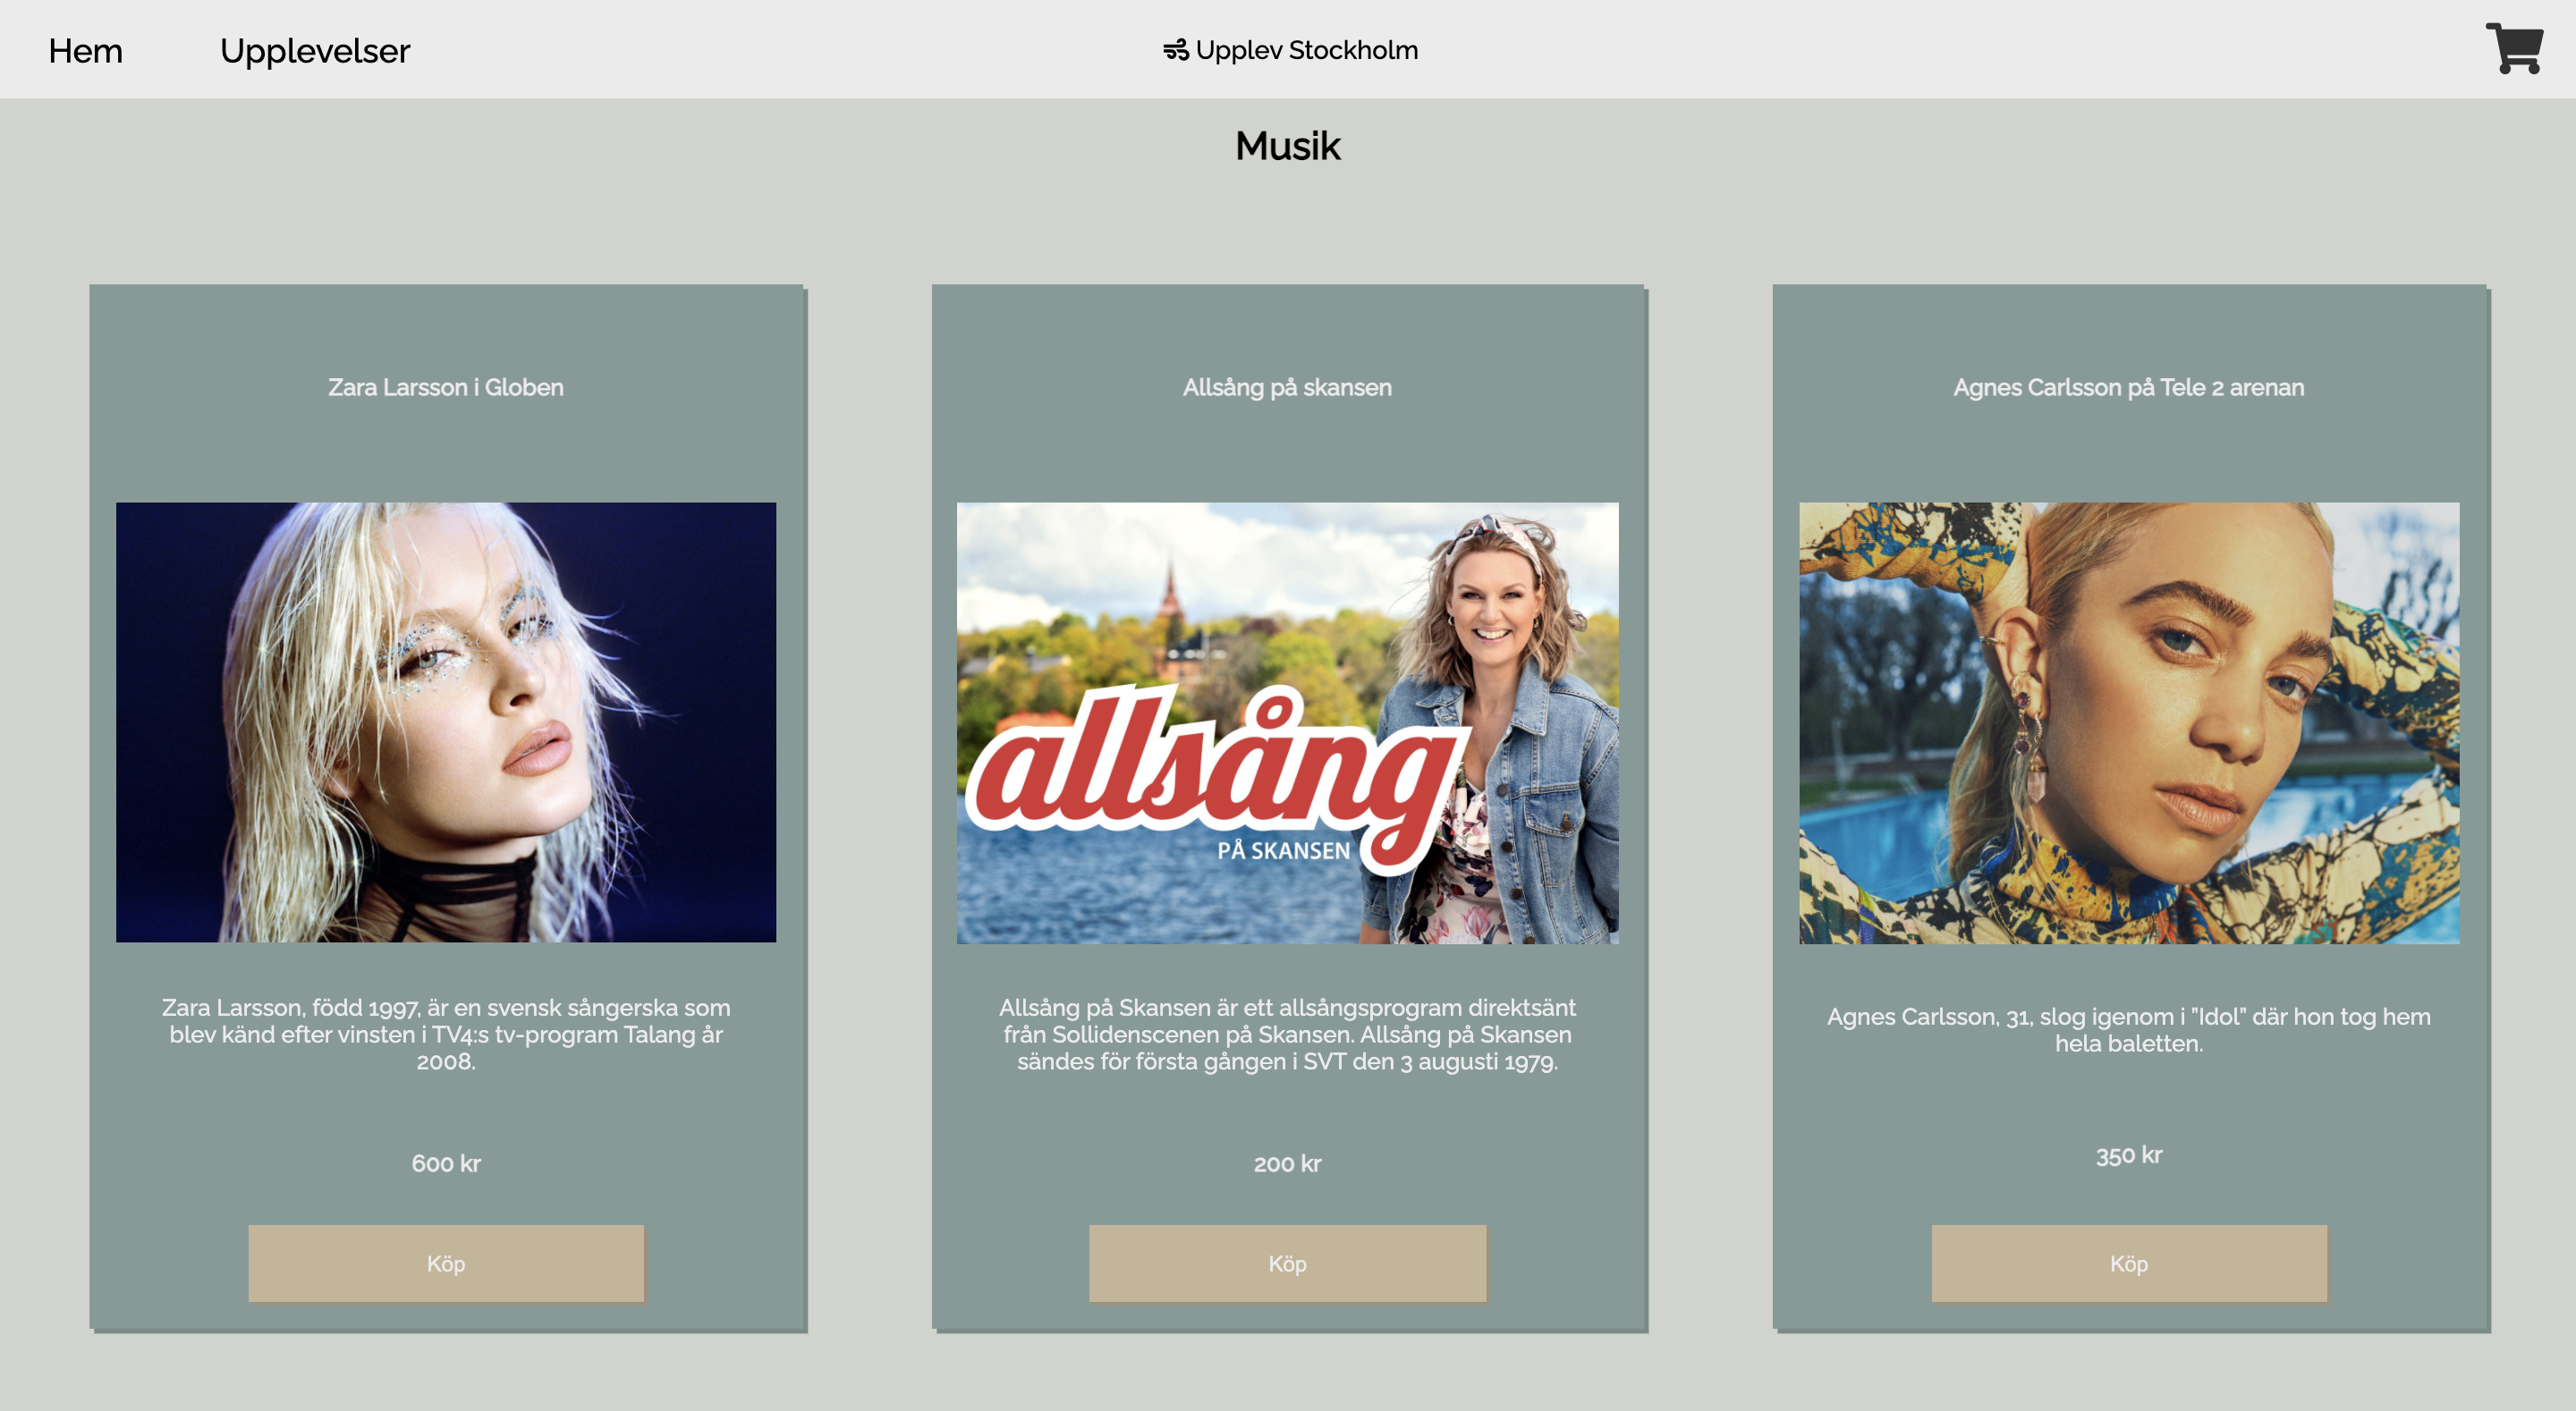 Hem
Upplevelser
Upplev Stockholm
Musik
Zara Larsson i Globen
Zara Larsson, född 1997, är en svensk sångerska som
blev känd efter vinsten i TV4:s tv-program Talang år
2008.
600 kr
Köp
Allsång på skansen
allsång
PÅ SKANSEN
Allsång på Skansen är ett allsångsprogram direktsänt
från Sollidenscenen på Skansen. Allsång på Skansen
sändes för första gången i SVT den 3 augusti 1979.
200 kr
Köp
Agnes Carlsson på Tele 2 arenan
Agnes Carlsson, 31, slog igenom i ”Idol” där hon tog hem
hela baletten.
350 kr
Köp